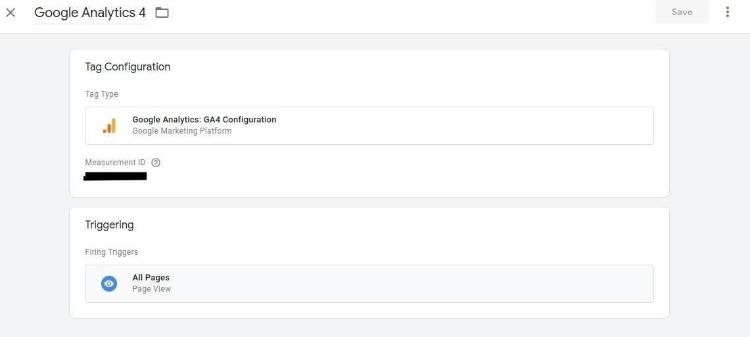 Google Analytics 4
Save
Tag Configuration
Tag Type
Google Analytics: GA4 Configuration
Google Marketing Platform
Measurement ID
Triggering
Firing Triggers
All Pages
Page View